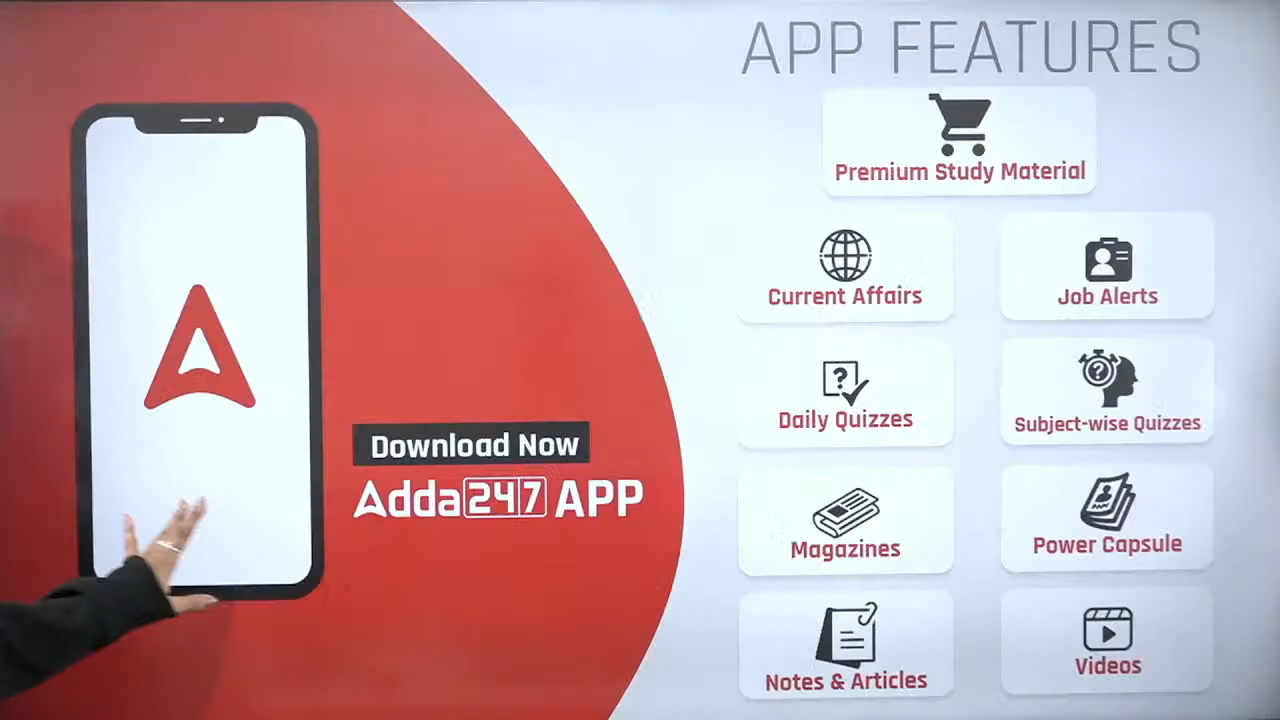 APP FEATURES
Premium Study Material
Current Affairs
Job Alerts
Daily Quizzes
Subject-wise Quizzes
Magazines
Power Capsule
Notes & Articles
Videos
Download Now
Adda247 APP